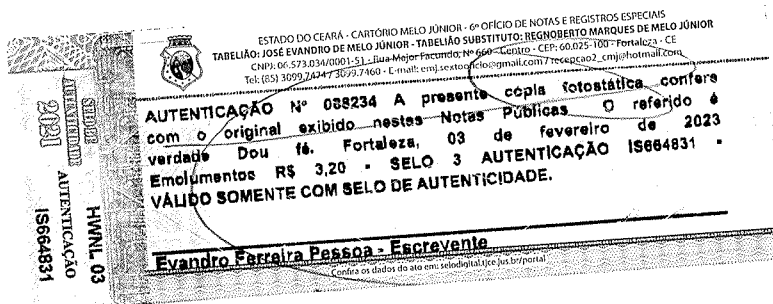 ESTADO DO CEARÁ - CARTÓRIO MELO JÚNIOR - 6º OFÍCIO DE NOTAS E REGISTROS ESPECIAIS
TABELIÃO: JOSÉ EVANDRO DE MELO JÚNIOR - TABELIÃO SUBSTITUTO: REGNOBERTO MARQUES DE MELO JÚNIOR
CNPJ: 06.573.034/0001-51 - Rua Major Facundo, Nº 660 - Centro - CEP: 60.025-100 - Fortaleza - CE
Tel: (85) 3099.7474 / 3099.7460 - E-mail: emj.sextooficio@gmail.com / recepcao2_cmj@hotmail.com
AUTENTICAÇÃO Nº 038234 A presente cópia fotostática confere
com o original exibido nestas Notas Públicas. O referido é
verdade Dou fé. Fortaleza, 03 de fevereiro de 2023
Emolumentos R$ 3,20 - SELO 3 AUTENTICAÇÃO IS664831 -
VÁLIDO SOMENTE COM SELO DE AUTENTICIDADE.
Evandro Ferreira Pessoa - Escrevente
Confira os dados do ato em: selodigital.tjce.jus.br/portal
SELO DE
AUTENTICIDADE
2021
AUTENTICAÇÃO
HWNL 03
IS664831